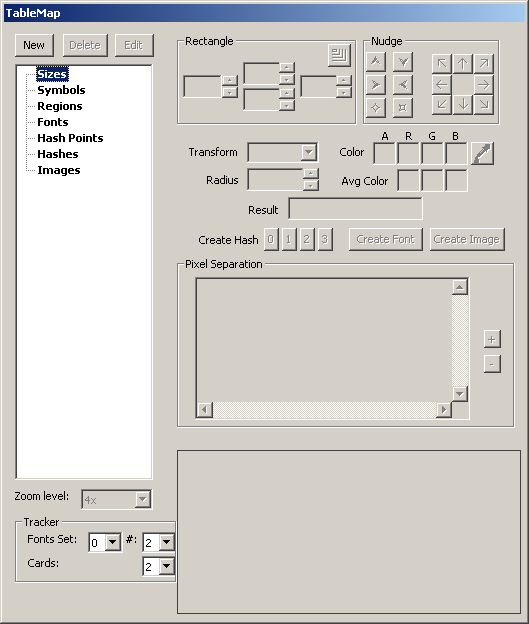 TableMap
New Delete Edit
Sizes
Symbols
Regions
Fonts
Hash Points
Hashes
Images
Zoom level: 4x
Tracker
Fonts Set: 0 #: 2
Cards: 2
Rectangle
Nudge
Transform
Radius
Color A R G B
Avg Color
Result
Create Hash 0 1 2 3 Create Font Create Image
Pixel Separation
+
-